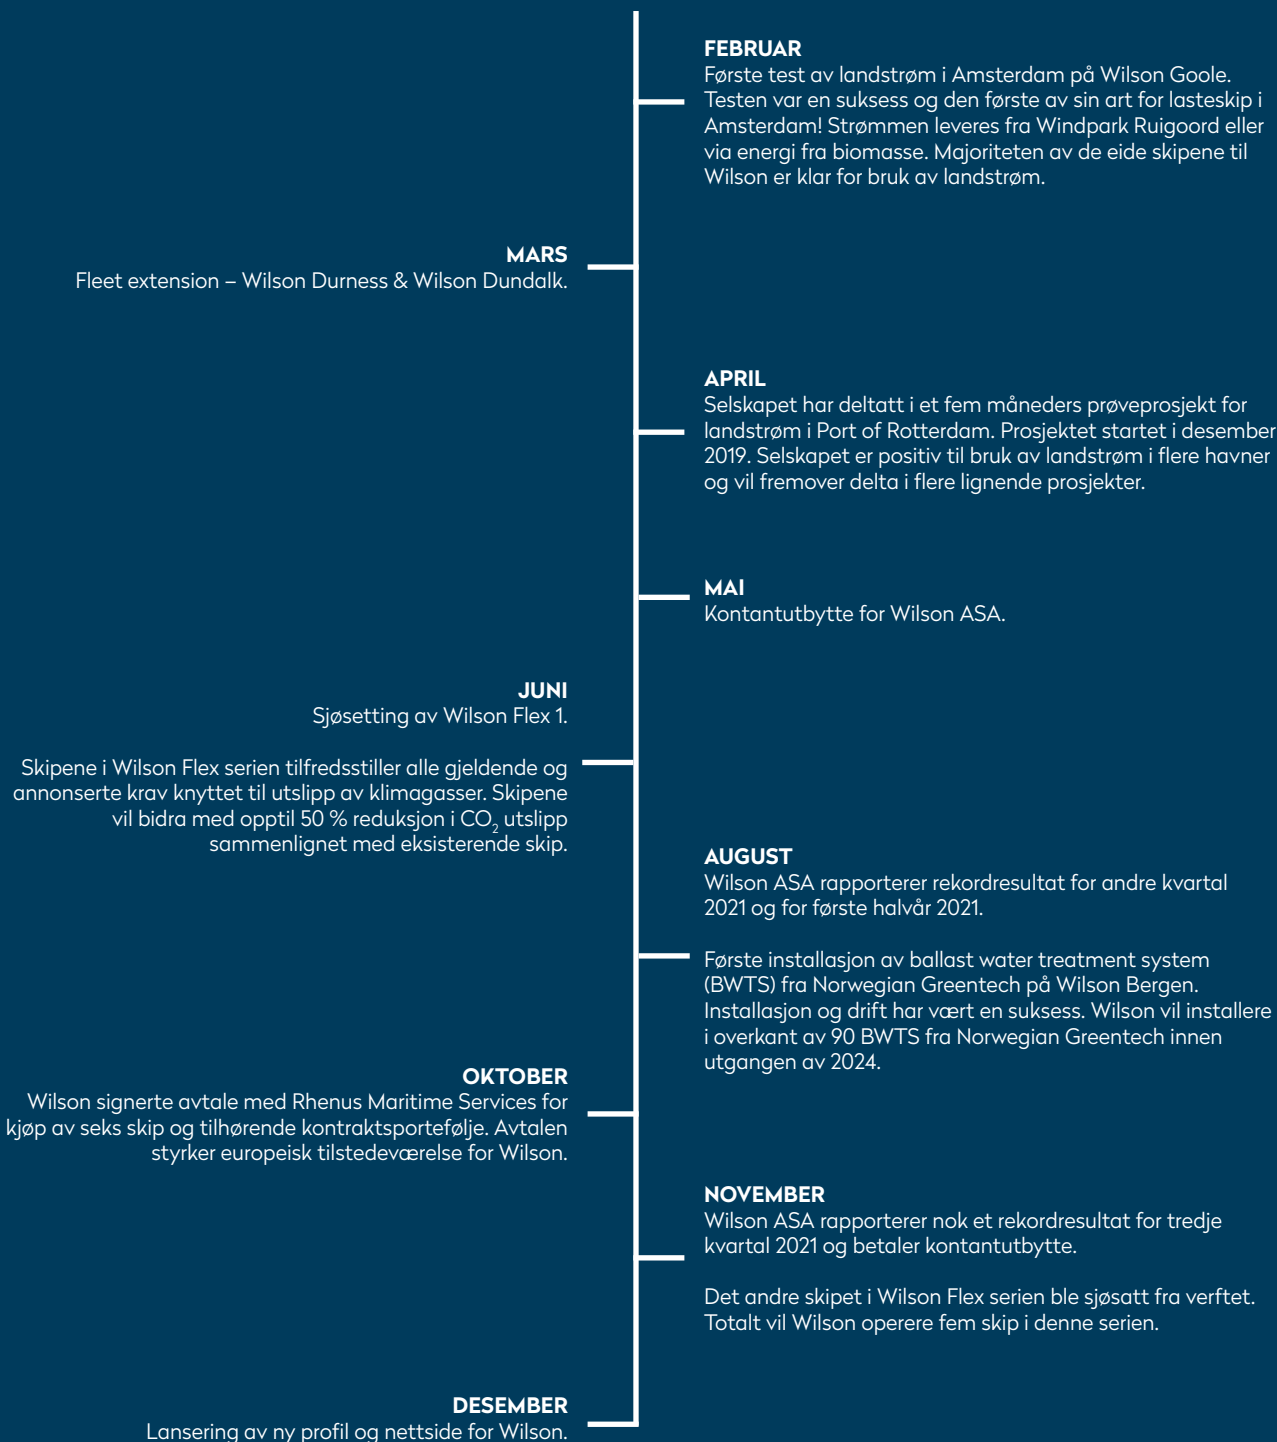 FEBRUAR
Første test av landstrøm i Amsterdam på Wilson Goole.
Testen var en suksess og den første av sin art for lasteskip i
Amsterdam! Strømmen leveres fra Windpark Ruigoord eller
via energi fra biomasse. Majoriteten av de eide skipene til
Wilson er klar for bruk av landstrøm.
MARS
Fleet extension – Wilson Durness & Wilson Dundalk.
APRIL
Selskapet har deltatt i et fem måneders prøveprosjekt for
landstrøm i Port of Rotterdam. Prosjektet startet i desember
2019. Selskapet er positiv til bruk av landstrøm i flere havner
og vil fremover delta i flere lignende prosjekter.
MAI
Kontantutbytte for Wilson ASA.
JUNI
Sjøsetting av Wilson Flex 1.
Skipene i Wilson Flex serien tilfredsstiller alle gjeldende og
annonserte krav knyttet til utslipp av klimagasser. Skipene
vil bidra med opptil 50 % reduksjon i CO₂ utslipp
sammenlignet med eksisterende skip.
AUGUST
Wilson ASA rapporterer rekordresultat for andre kvartal
2021 og for første halvår 2021.
Første installasjon av ballast water treatment system
(BWTS) fra Norwegian Greentech på Wilson Bergen.
Installasjon og drift har vært en suksess. Wilson vil installere
i overkant av 90 BWTS fra Norwegian Greentech innen
utgangen av 2024.
OKTOBER
Wilson signerte avtale med Rhenus Maritime Services for
kjøp av seks skip og tilhørende kontraktsportefølje. Avtalen
styrker europeisk tilstedeværelse for Wilson.
NOVEMBER
Wilson ASA rapporterer nok et rekordresultat for tredje
kvartal 2021 og betaler kontantutbytte.
Det andre skipet i Wilson Flex serien ble sjøsatt fra verftet.
Totalt vil Wilson operere fem skip i denne serien.
DESEMBER
Lansering av ny profil og nettside for Wilson.